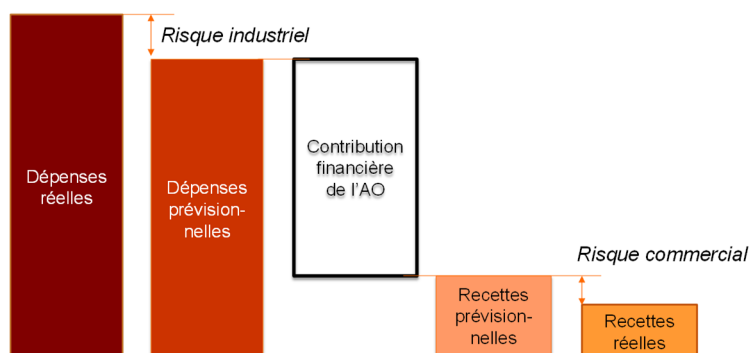 Risque industriel
Dépenses
réelles
Dépenses
prévision-
nelles
Contribution
financière
de l'AO
Risque commercial
Recettes
prévision-
nelles
Recettes
réelles